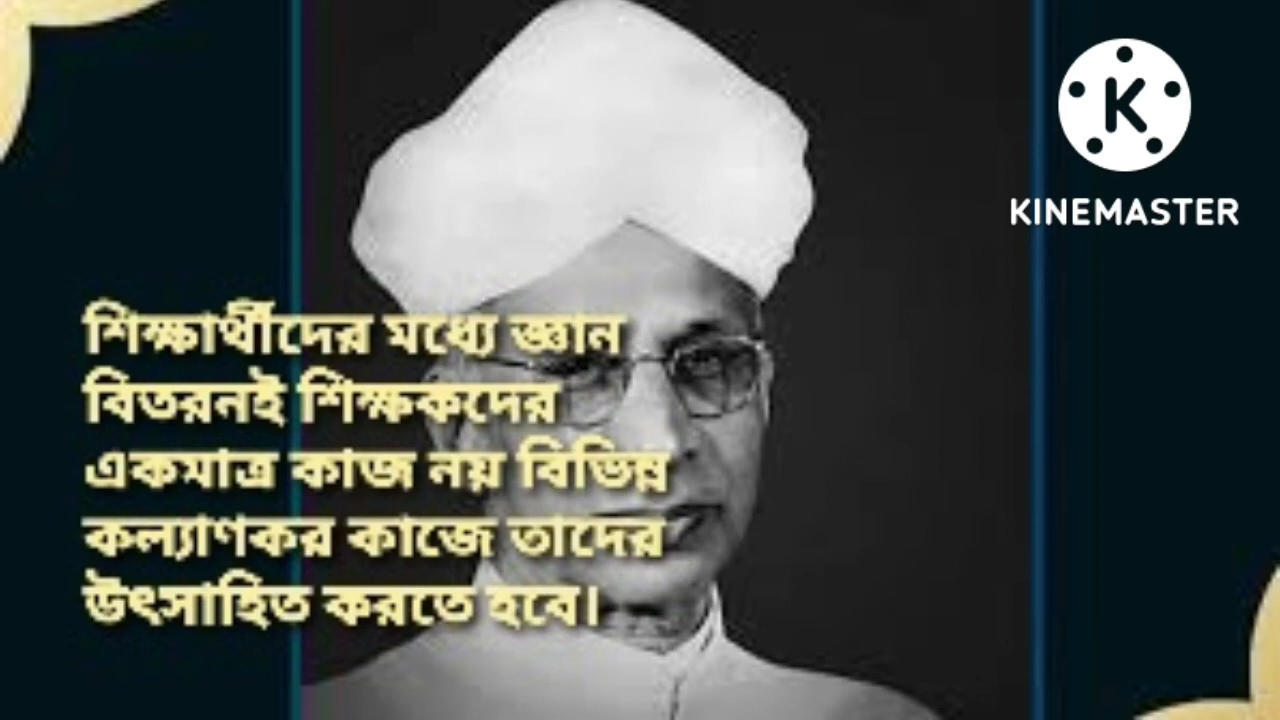 শিক্ষার্থীদের মধ্যে জ্ঞান
বিতরনই শিক্ষকদের
একমাত্র কাজ নয় বিভিন্ন
কল্যাণকর কাজে তাদের
উৎসাহিত করতে হবে।
K
KINEMASTER